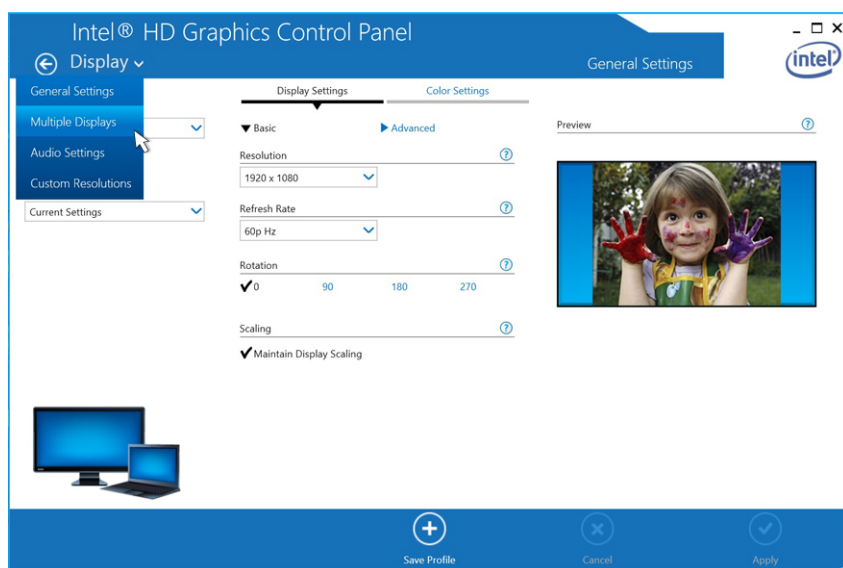 Intel® HD Graphics Control Panel
Display
General Settings
intel
General Settings
Multiple Displays
Audio Settings
Custom Resolutions
Current Settings
Display Settings
Color Settings
Basic
Advanced
Resolution
?
1920 x 1080
Refresh Rate
?
60p Hz
Rotation
?
0 90 180 270
Scaling
?
Maintain Display Scaling
Preview
?
Save Profile
Cancel
Apply